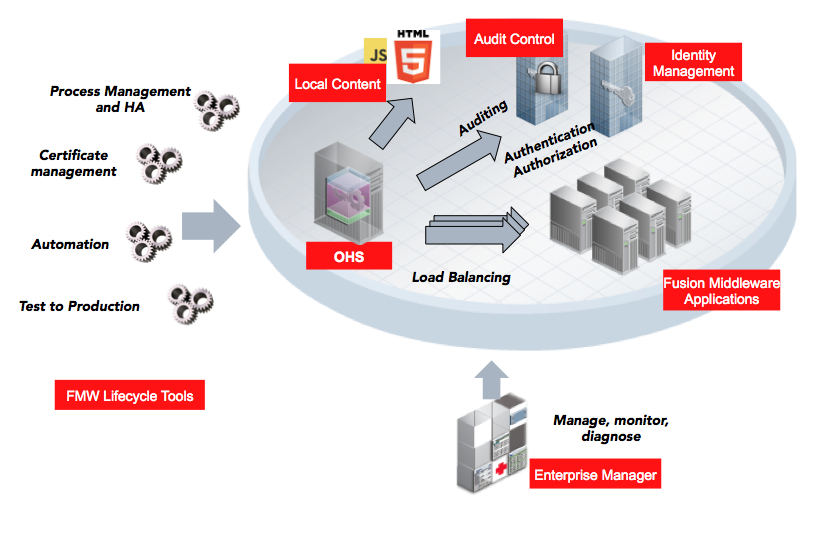 HTML
5
JS
Local Content
Audit Control
Identity
Management
Process Management
and HA
Certificate
management
Automation
Test to Production
FMW Lifecycle Tools
Auditing
Authentication
Authorization
OHS
Load Balancing
Fusion Middleware
Applications
Manage, monitor,
diagnose
Enterprise Manager